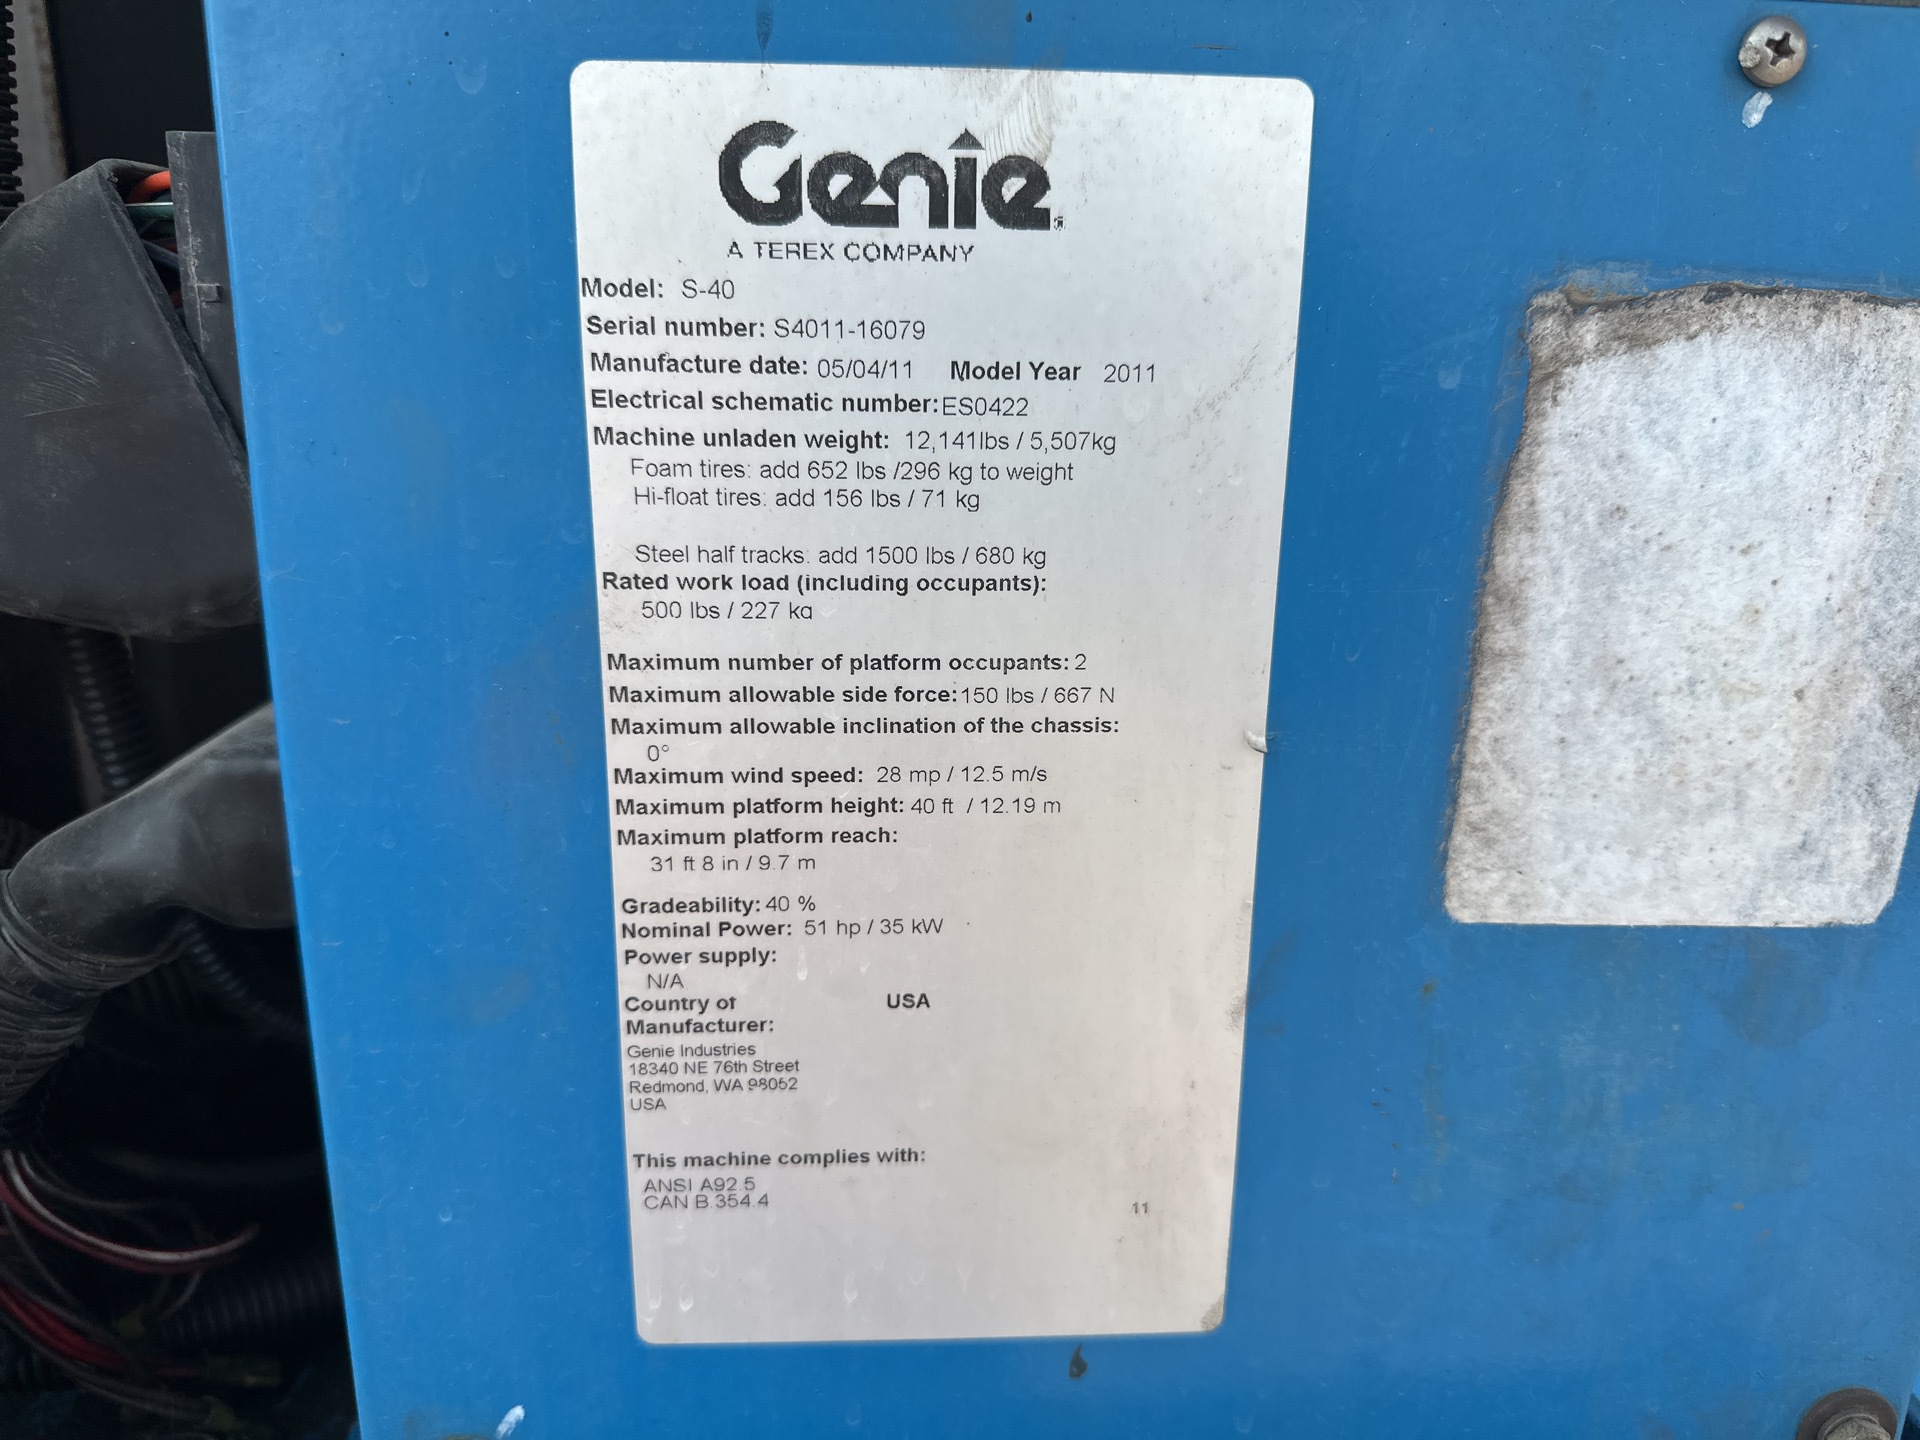 Genie
A TEREX COMPANY
Model: S-40
Serial number: S4011-16079
Manufacture date: 05/04/11 Model Year 2011
Electrical schematic number: ES0422
Machine unladen weight: 12,141lbs / 5,507kg
Foam tires: add 652 lbs /296 kg to weight
Hi-float tires: add 156 lbs / 71 kg
Steel half tracks: add 1500 lbs / 680 kg
Rated work load (including occupants):
500 lbs / 227 kg
Maximum number of platform occupants: 2
Maximum allowable side force: 150 lbs / 667 N
Maximum allowable inclination of the chassis:
0°
Maximum wind speed: 28 mp / 12.5 m/s
Maximum platform height: 40 ft / 12.19 m
Maximum platform reach:
31 ft 8 in / 9.7 m
Gradeability: 40 %
Nominal Power: 51 hp / 35 kW
Power supply:
N/A
Country of USA
Manufacturer:
Genie Industries
18340 NE 76th Street
Redmond, WA 98052
USA
This machine complies with:
ANSI A92.5
CAN B.354.4
11